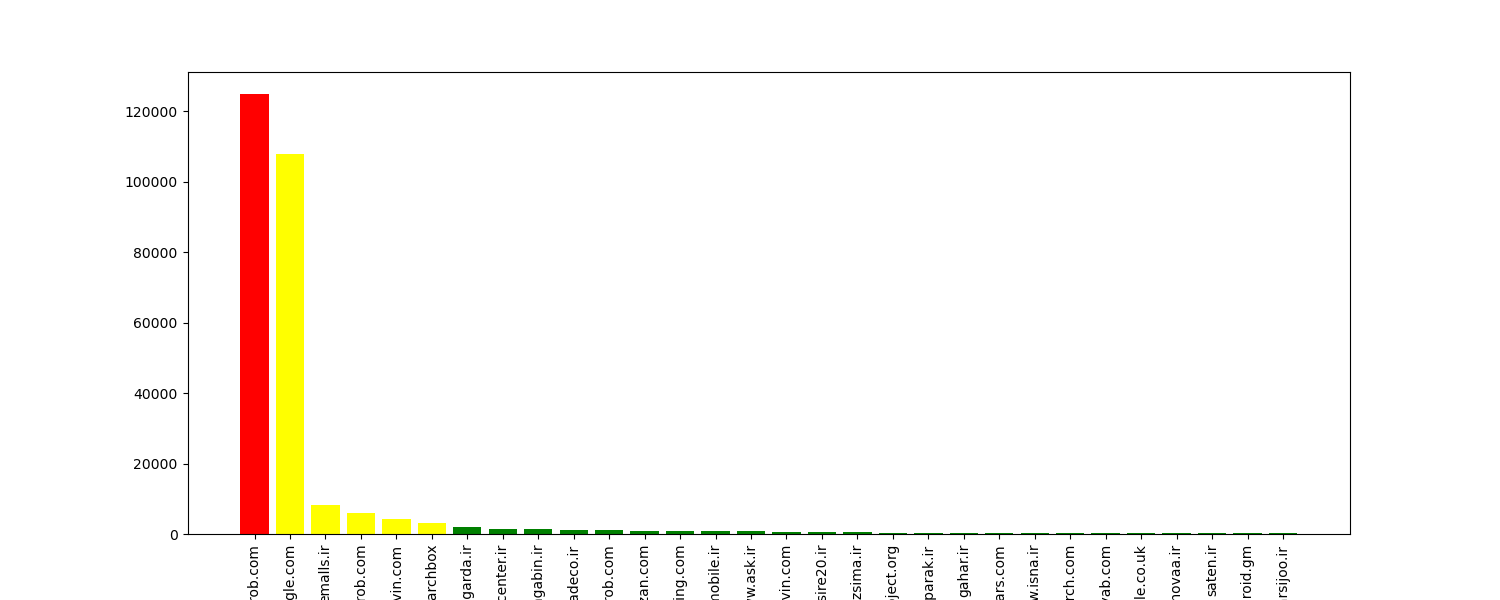 120000
100000
80000
60000
40000
20000
0
rob.com
gle.com
emalls.ir
rob.com
vin.com
archbox
garda.ir
center.ir
gabin.ir
adeco.ir
rob.com
zan.com
ing.com
mobile.ir
w.ask.ir
vin.com
sire20.ir
zsima.ir
ject.org
parak.ir
gahar.ir
ars.com
w.isna.ir
rch.com
vab.com
le.co.uk
novaa.ir
saten.ir
roid.gm
rsijoo.ir